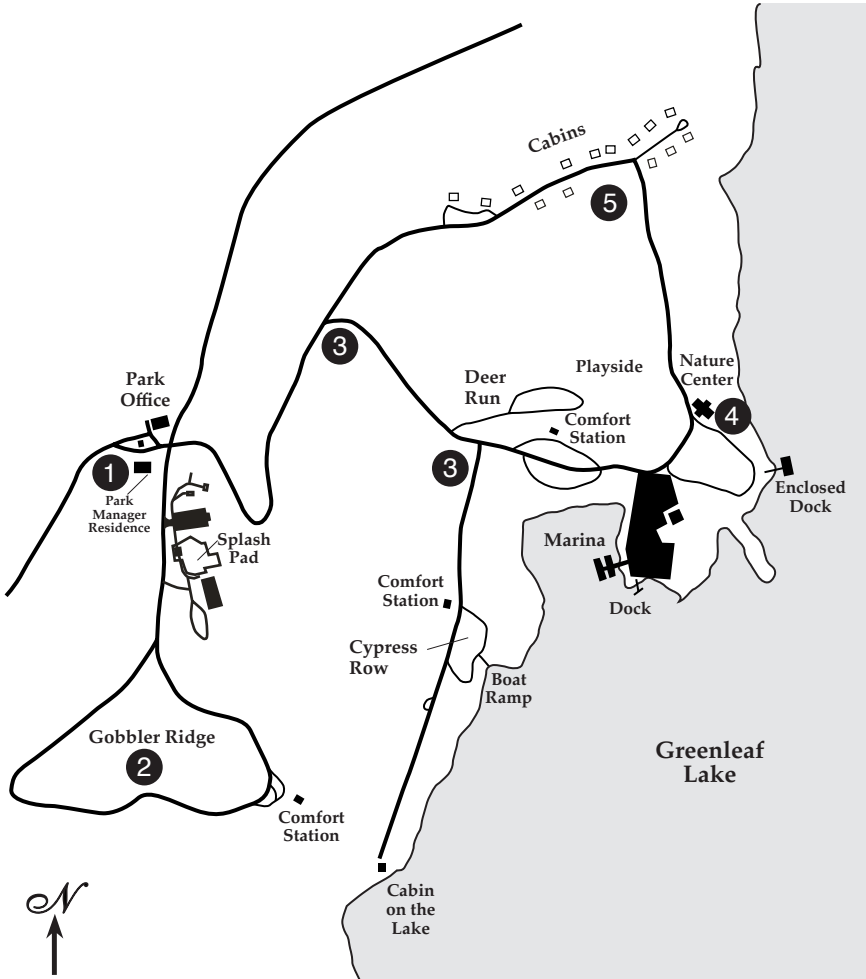 Cabins
5
3
Park
Office
Deer
Run
Playside
Nature
Center
4
Comfort
Station
1
Park
Manager
Residence
3
Enclosed
Dock
Splash
Pad
Marina
Comfort
Station
Dock
Cypress
Row
Boat
Ramp
Gobbler Ridge
2
Greenleaf
Lake
Comfort
Station
Cabin
on the
Lake
N